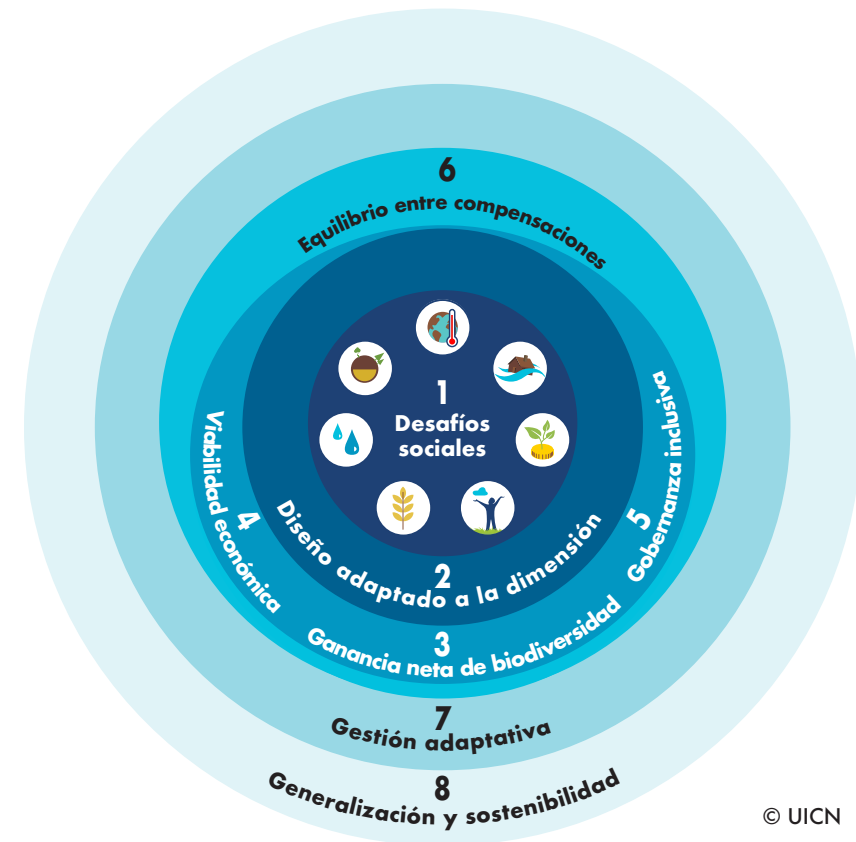 6
Equilibrio entre compensaciones
1
Desafíos
sociales
2
Diseño adaptado a la dimensión
4
Viabilidad económica
5
Gobernanza inclusiva
3
Ganancia neta de biodiversidad
7
Gestión adaptativa
8
Generalización y sostenibilidad
© UICN